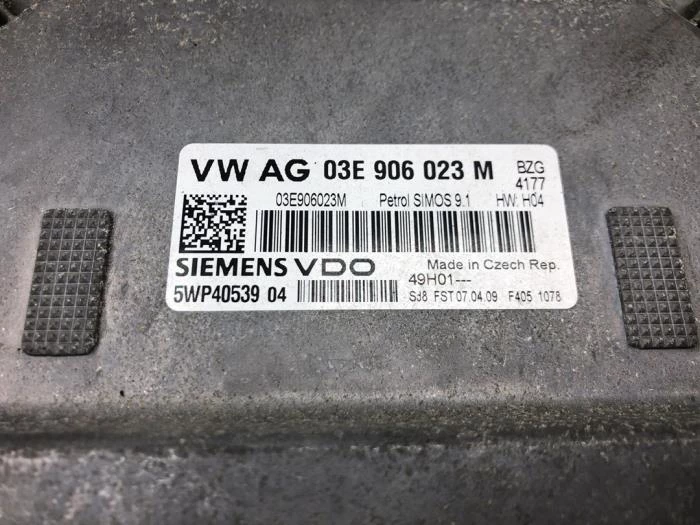 VW AG 03E 906 023 M BZG
4177
03E906023M Petrol SIMOS 9.1 HW: H04
SIEMENS VDO Made in Czech Rep.
49H01---
5WP40539 04 SJ8 FST 07.04.09 F405 1078